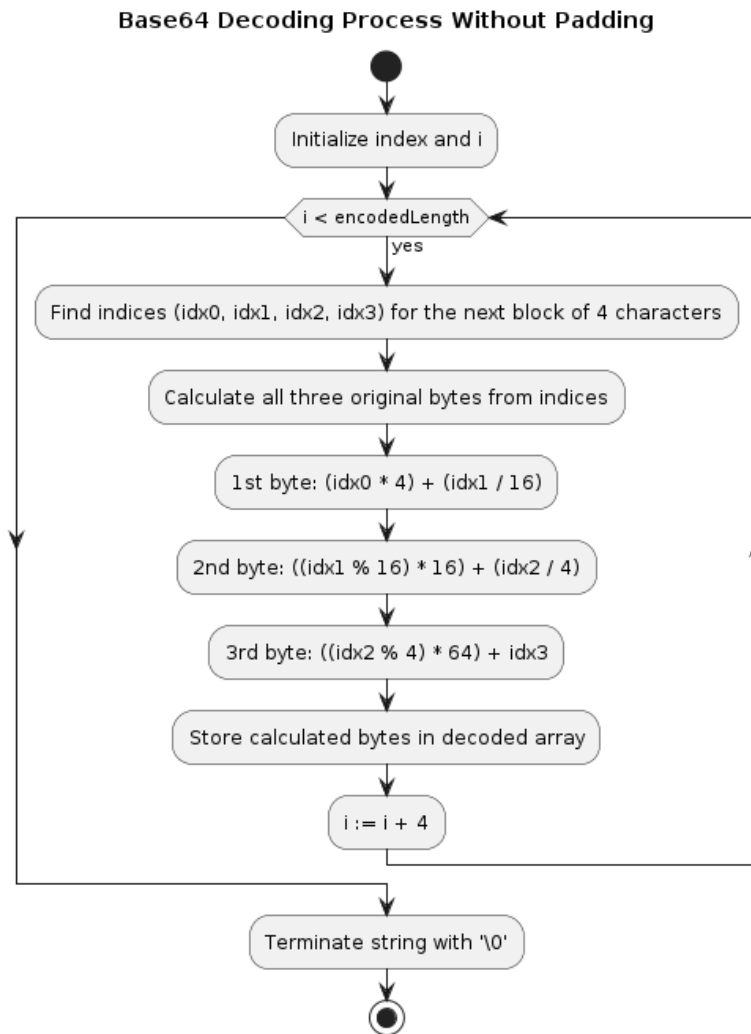 Base64 Decoding Process Without Padding
Initialize index and i
i < encodedLength
yes
Find indices (idx0, idx1, idx2, idx3) for the next block of 4 characters
Calculate all three original bytes from indices
1st byte: (idx0 * 4) + (idx1 / 16)
2nd byte: ((idx1 % 16) * 16) + (idx2 / 4)
3rd byte: ((idx2 % 4) * 64) + idx3
Store calculated bytes in decoded array
i := i + 4
Terminate string with '\0'